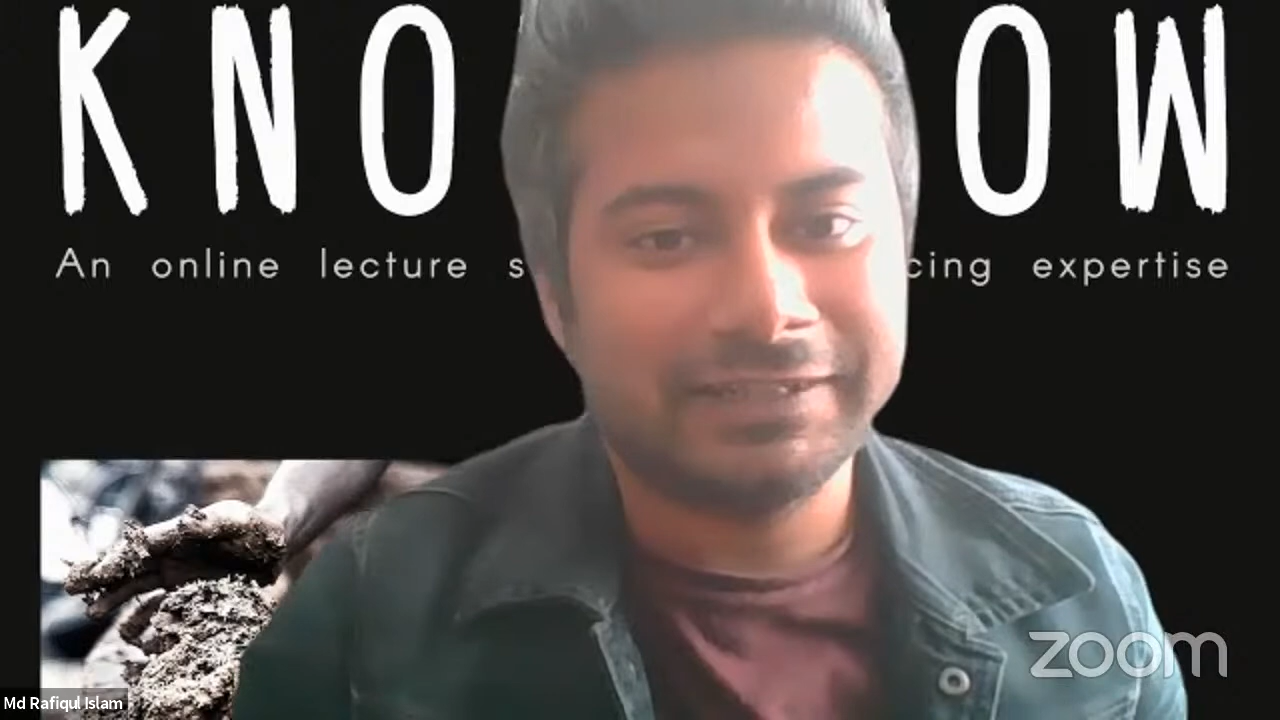 KNO OW
An online lecture s cing expertise
zoom
Md Rafiqul Islam